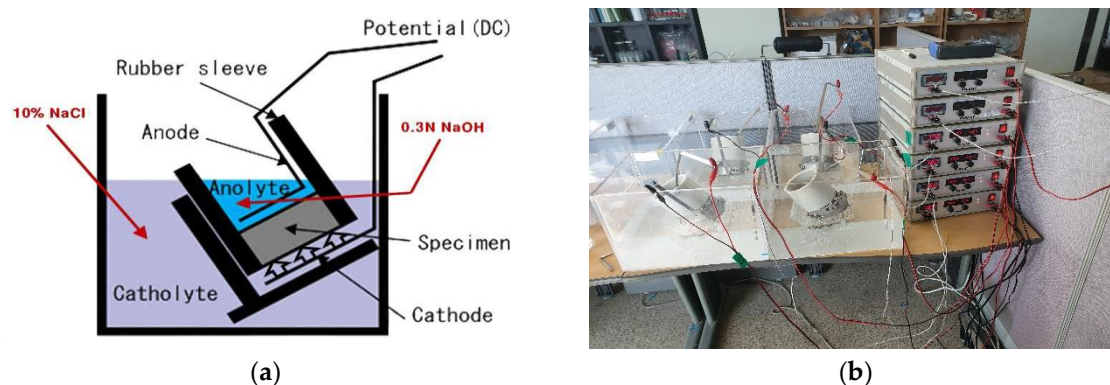 Potential(DC)
Rubber sleeve
10% NaCl
Anode
0.3N NaOH
Anolyte
Specimen
Catholyte
Cathode
(a)
(b)